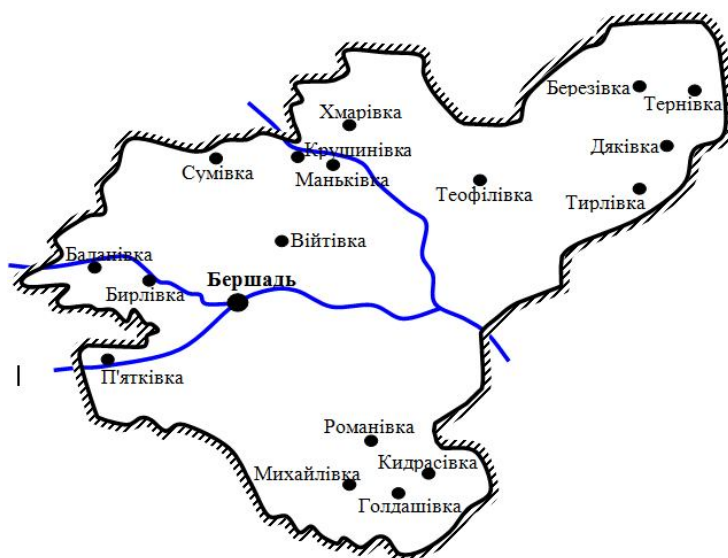 Березівка
Тернівка
Хмарівка
Крушинівка
Дяківка
Маньківка
Сумівка
Теофілівка
Тирлівка
Війтівка
Баланівка
Бершадь
Бирлівка
П'ятківка
Романівка
Кидрасівка
Михайлівка
Голдашівка